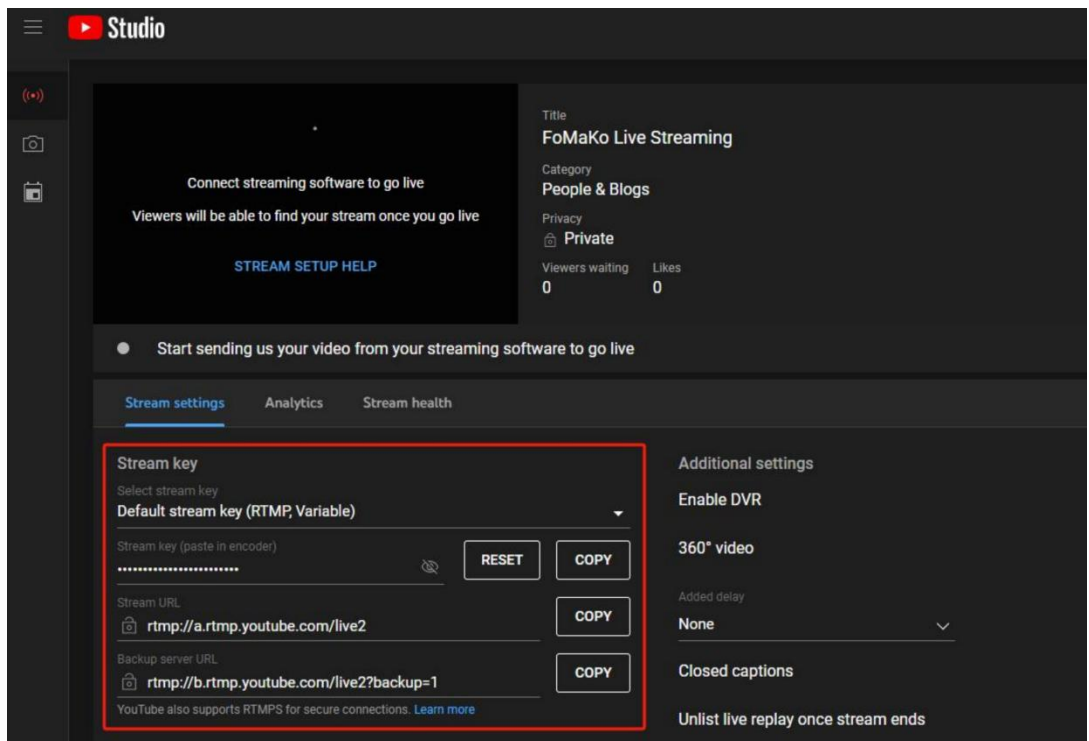 Studio
Connect streaming software to go live
Viewers will be able to find your stream once you go live
STREAM SETUP HELP
Title
FoMaKo Live Streaming
Category
People & Blogs
Privacy
Private
Viewers waiting Likes
0 0
Start sending us your video from your streaming software to go live
Stream settings Analytics Stream health
Stream key
Select stream key
Default stream key (RTMP, Variable)
Stream key (paste in encoder)
•••••••••••••••••••••••• RESET COPY
Stream URL
rtmp://a.rtmp.youtube.com/live2 COPY
Backup server URL
rtmp://b.rtmp.youtube.com/live2?backup=1 COPY
YouTube also supports RTMPS for secure connections. Learn more
Additional settings
Enable DVR
360° video
Added delay
None
Closed captions
Unlist live replay once stream ends